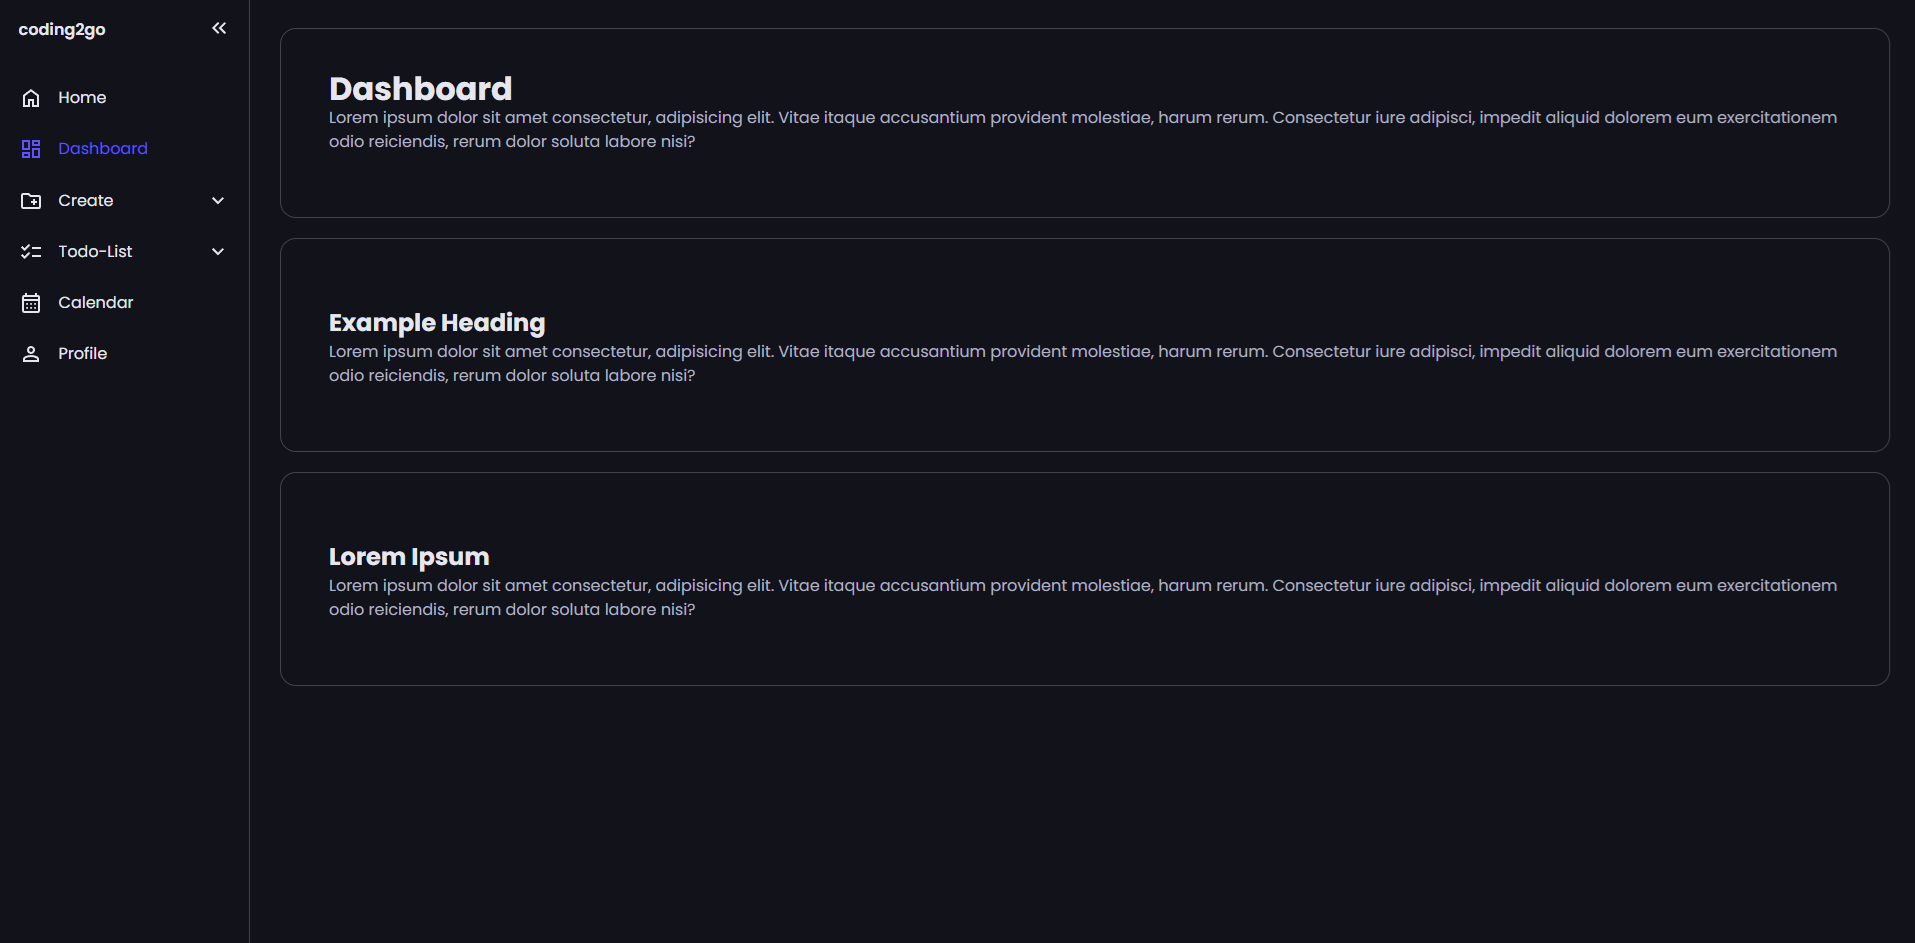 coding2go
Home
Dashboard
Create
Todo-List
Calendar
Profile
Dashboard
Lorem ipsum dolor sit amet consectetur, adipisicing elit. Vitae itaque accusantium provident molestiae, harum rerum. Consectetur iure adipisci, impedit aliquid dolorem eum exercitationem
odio reiciendis, rerum dolor soluta labore nisi?
Example Heading
Lorem ipsum dolor sit amet consectetur, adipisicing elit. Vitae itaque accusantium provident molestiae, harum rerum. Consectetur iure adipisci, impedit aliquid dolorem eum exercitationem
odio reiciendis, rerum dolor soluta labore nisi?
Lorem Ipsum
Lorem ipsum dolor sit amet consectetur, adipisicing elit. Vitae itaque accusantium provident molestiae, harum rerum. Consectetur iure adipisci, impedit aliquid dolorem eum exercitationem
odio reiciendis, rerum dolor soluta labore nisi?